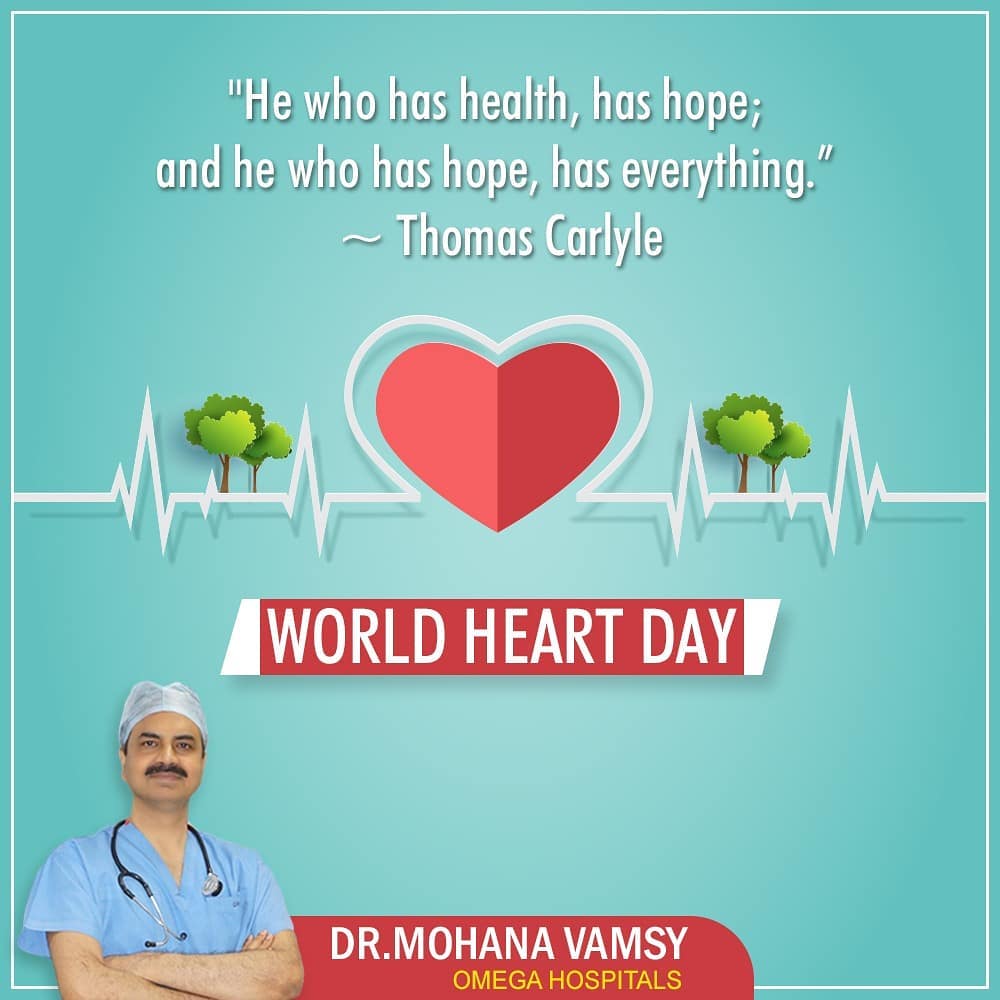 "He who has health, has hope;
and he who has hope, has everything.”
~ Thomas Carlyle
WORLD HEART DAY
DR.MOHANA VAMSY
OMEGA HOSPITALS